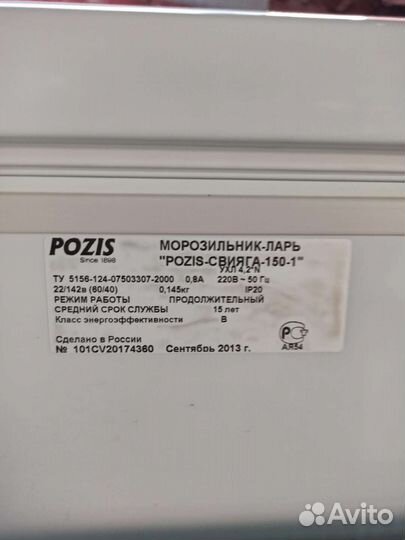 POZIS
Since 1898
МОРОЗИЛЬНИК-ЛАРЬ
"POZIS-СВИЯГА-150-1"
УХЛ 4,2*N
ТУ 5156-124-07503307-2000 0,8А 220В ~ 50 Гц
22/142в (60/40) 0,145кг IP20
РЕЖИМ РАБОТЫ ПРОДОЛЖИТЕЛЬНЫЙ
СРЕДНИЙ СРОК СЛУЖБЫ 15 лет
Класс энергоэффективности В
Сделано в России
№ 101CV20174360 Сентябрь 2013 г.
РСТ
АЯ54
Avito